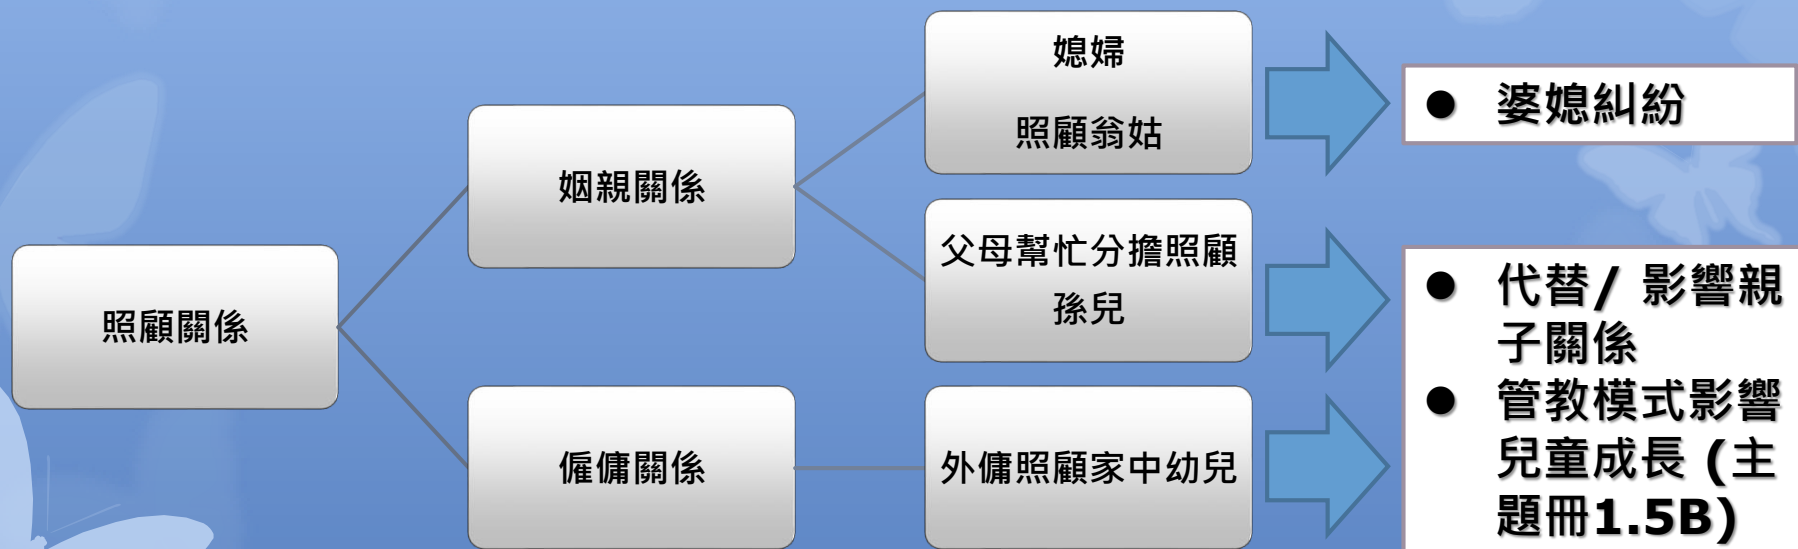 照顧關係
姻親關係
媳婦
照顧翁姑
● 婆媳糾紛
父母幫忙分擔照顧
孫兒
僱傭關係
外傭照顧家中幼兒
● 代替/ 影響親
子關係
● 管教模式影響
兒童成長 (主
題冊1.5B)